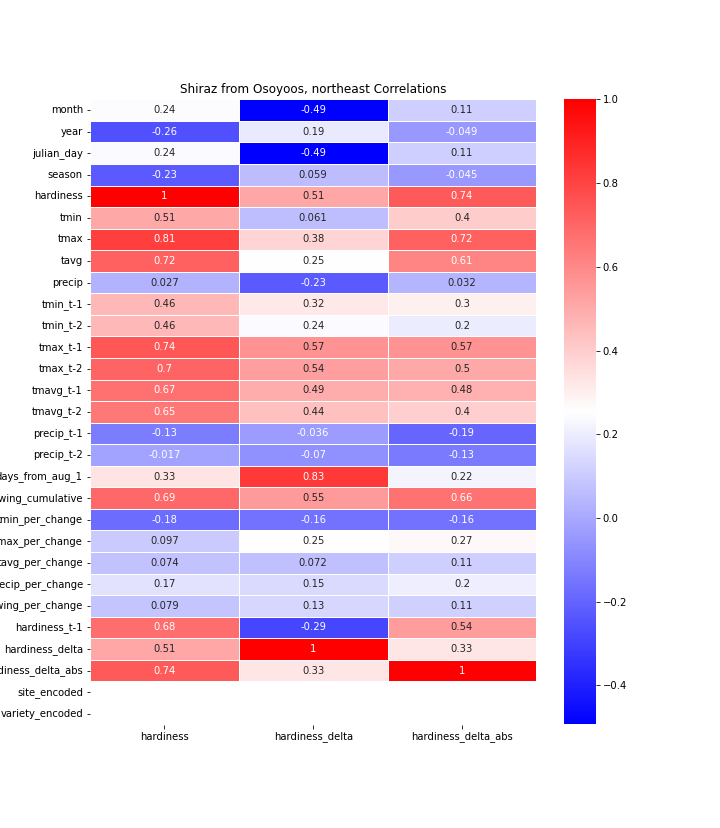 Shiraz from Osoyoos, northeast Correlations
month 0.24 -0.49 0.11
year -0.26 0.19 -0.049
julian_day 0.24 -0.49 0.11
season -0.23 0.059 -0.045
hardiness 1 0.51 0.74
tmin 0.51 0.061 0.4
tmax 0.81 0.38 0.72
tavg 0.72 0.25 0.61
precip 0.027 -0.23 0.032
tmin_t-1 0.46 0.32 0.3
tmin_t-2 0.46 0.24 0.2
tmax_t-1 0.74 0.57 0.57
tmax_t-2 0.7 0.54 0.5
tmavg_t-1 0.67 0.49 0.48
tmavg_t-2 0.65 0.44 0.4
precip_t-1 -0.13 -0.036 -0.19
precip_t-2 -0.017 -0.07 -0.13
days_from_aug_1 0.33 0.83 0.22
wing_cumulative 0.69 0.55 0.66
tmin_per_change -0.18 -0.16 -0.16
max_per_change 0.097 0.25 0.27
tavg_per_change 0.074 0.072 0.11
ecip_per_change 0.17 0.15 0.2
wing_per_change 0.079 0.13 0.11
hardiness_t-1 0.68 -0.29 0.54
hardiness_delta 0.51 1 0.33
diness_delta_abs 0.74 0.33 1
site_encoded
variety_encoded
hardiness hardiness_delta hardiness_delta_abs
1.0
0.8
0.6
0.4
0.2
0.0
−0.2
−0.4